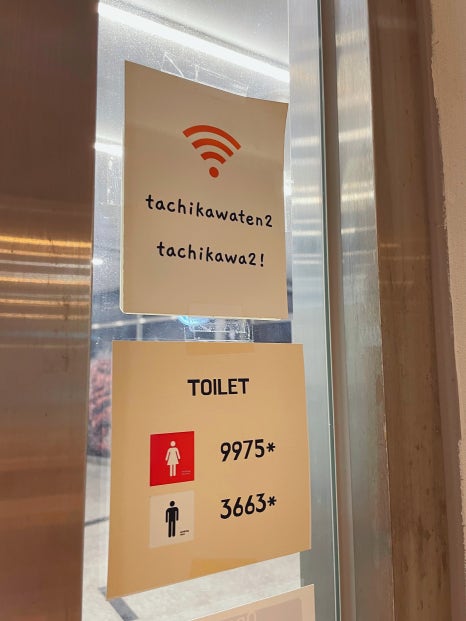 tachikawaten2
tachikawa2!
TOILET
9975*
3663*